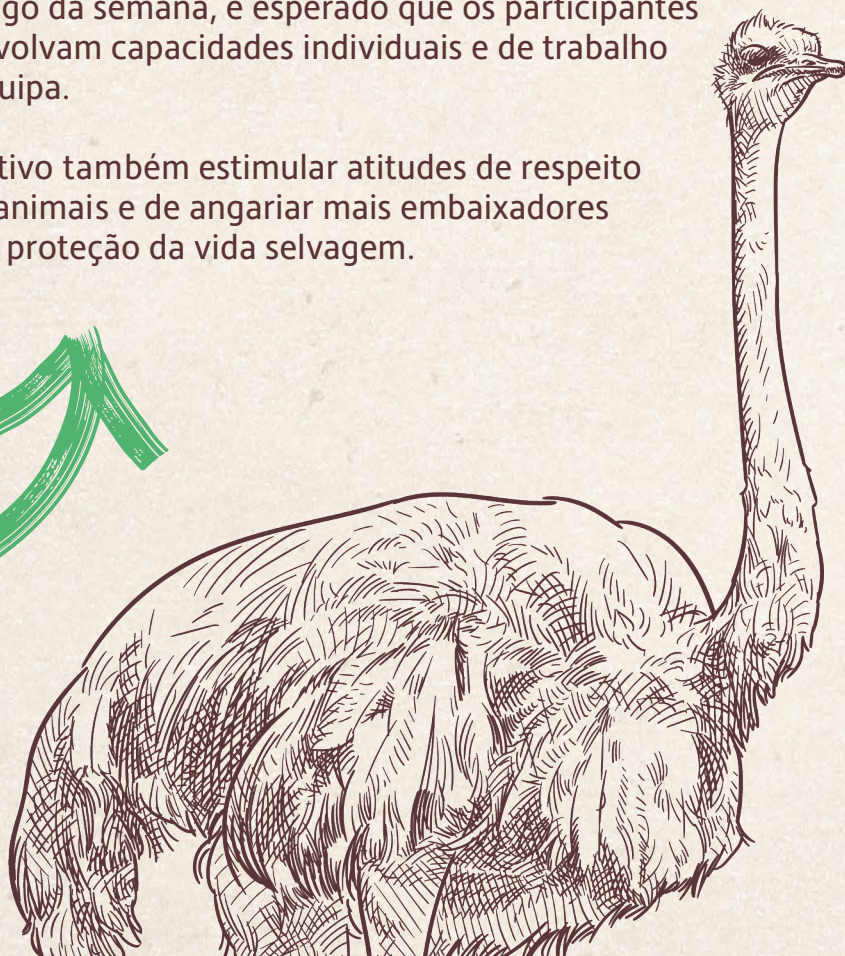 go da semana, é esperado que os participantes
volvam capacidades individuais e de trabalho
uipa.
tivo também estimular atitudes de respeito
animais e de angariar mais embaixadores
proteção da vida selvagem.